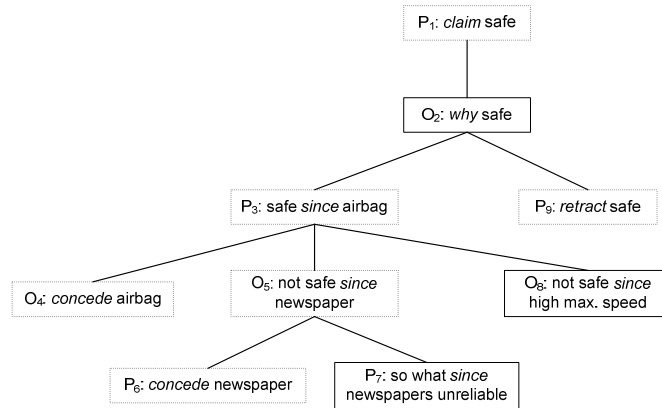 P₁: claim safe
O₂: why safe
P₃: safe since airbag
P₉: retract safe
O₄: concede airbag
O₅: not safe since
newspaper
O₈: not safe since
high max. speed
P₆: concede newspaper
P₇: so what since
newspapers unreliable